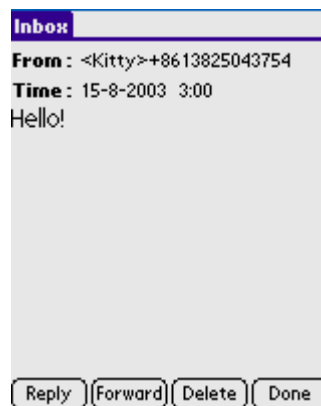 Inbox
From: <Kitty>+8613825043754
Time: 15-8-2003 3:00
Hello!
Reply Forward Delete Done